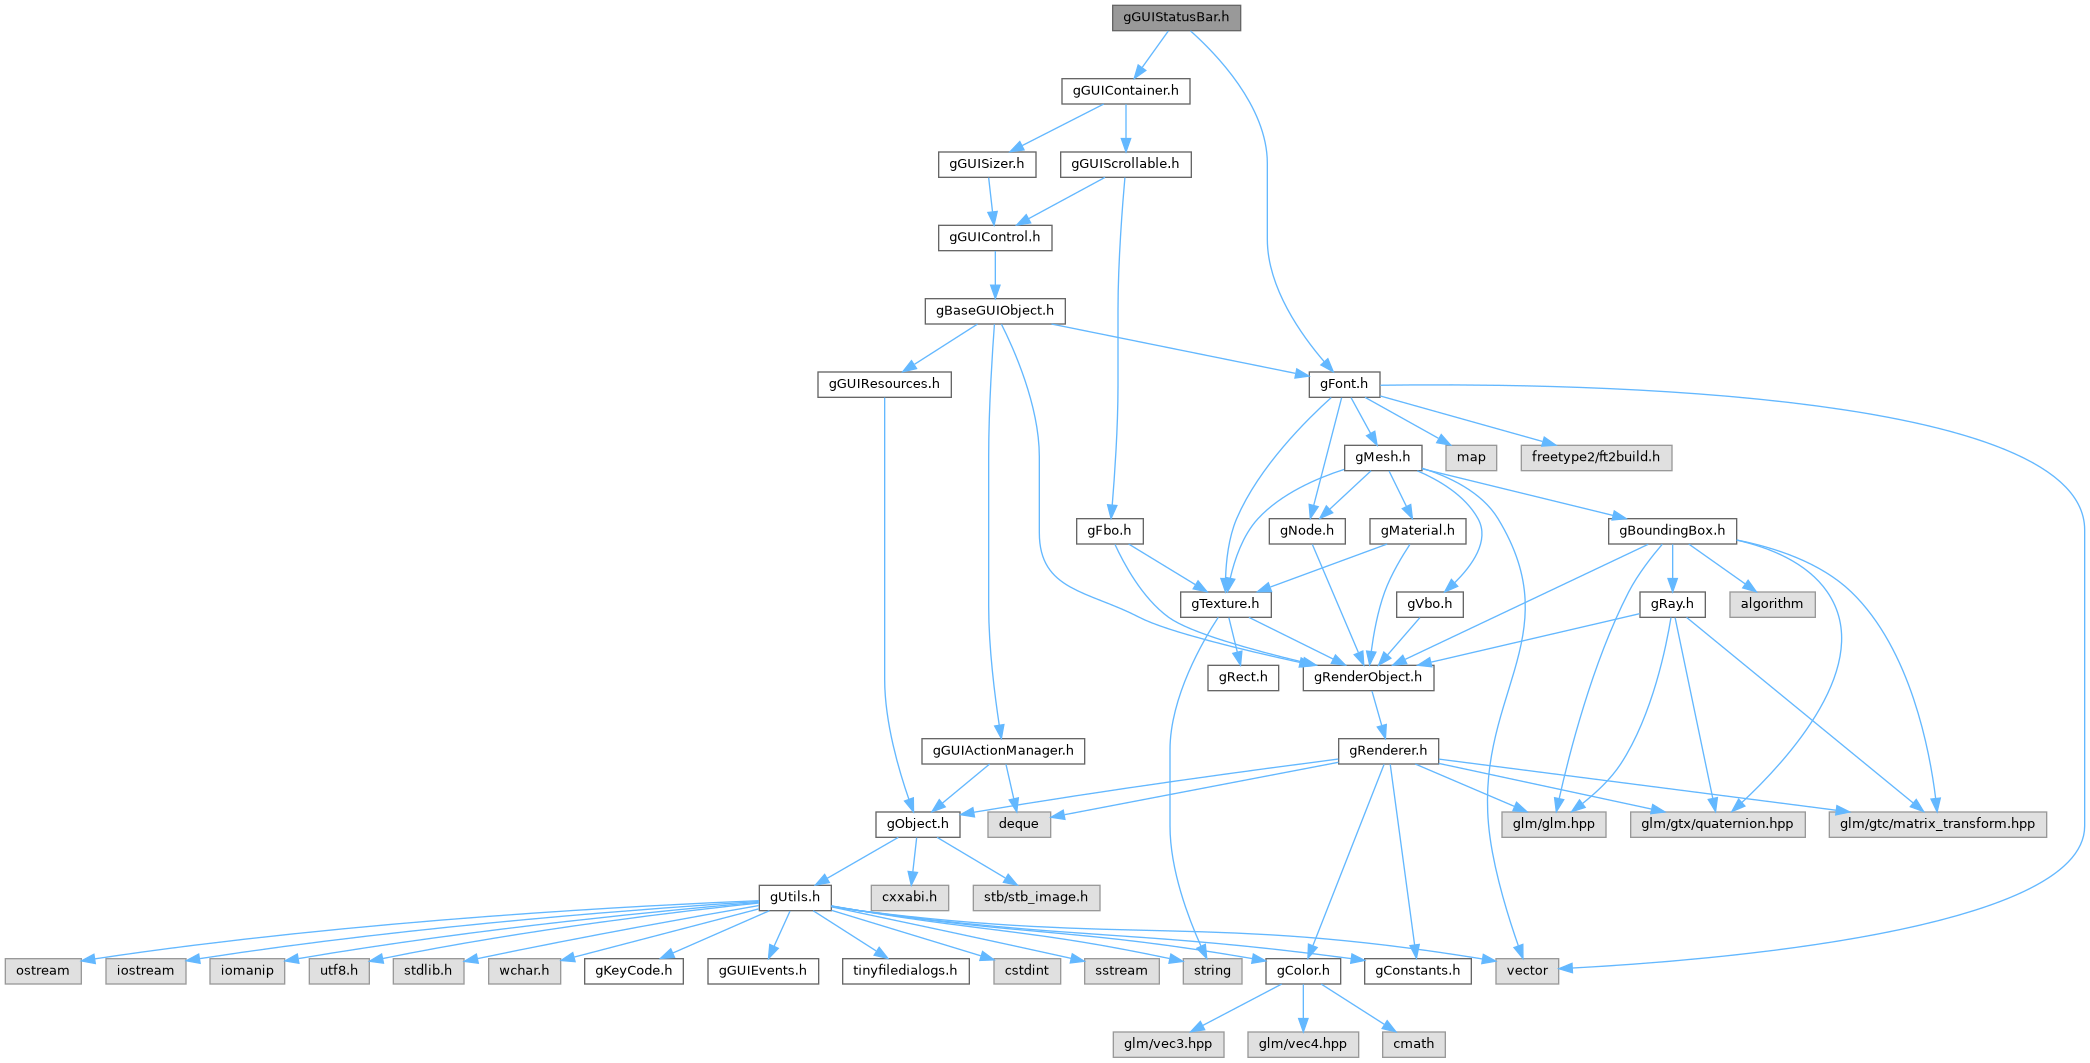 gGUIStatusBar.h
gGUIContainer.h
gGUISizer.h
gGUIScrollable.h
gGUIControl.h
gBaseGUIObject.h
gGUIResources.h
gFont.h
gMesh.h
map
freetype2/ft2build.h
gFbo.h
gNode.h
gMaterial.h
gBoundingBox.h
gTexture.h
gVbo.h
gRay.h
algorithm
gRect.h
gRenderObject.h
gGUIActionManager.h
gRenderer.h
gObject.h
deque
glm/glm.hpp
glm/gtx/quaternion.hpp
glm/gtc/matrix_transform.hpp
gUtils.h
cxxabi.h
stb/stb_image.h
ostream
iostream
iomanip
utf8.h
stdlib.h
wchar.h
gKeyCode.h
gGUIEvents.h
tinyfiledialogs.h
cstdint
sstream
string
gColor.h
gConstants.h
vector
glm/vec3.hpp
glm/vec4.hpp
cmath